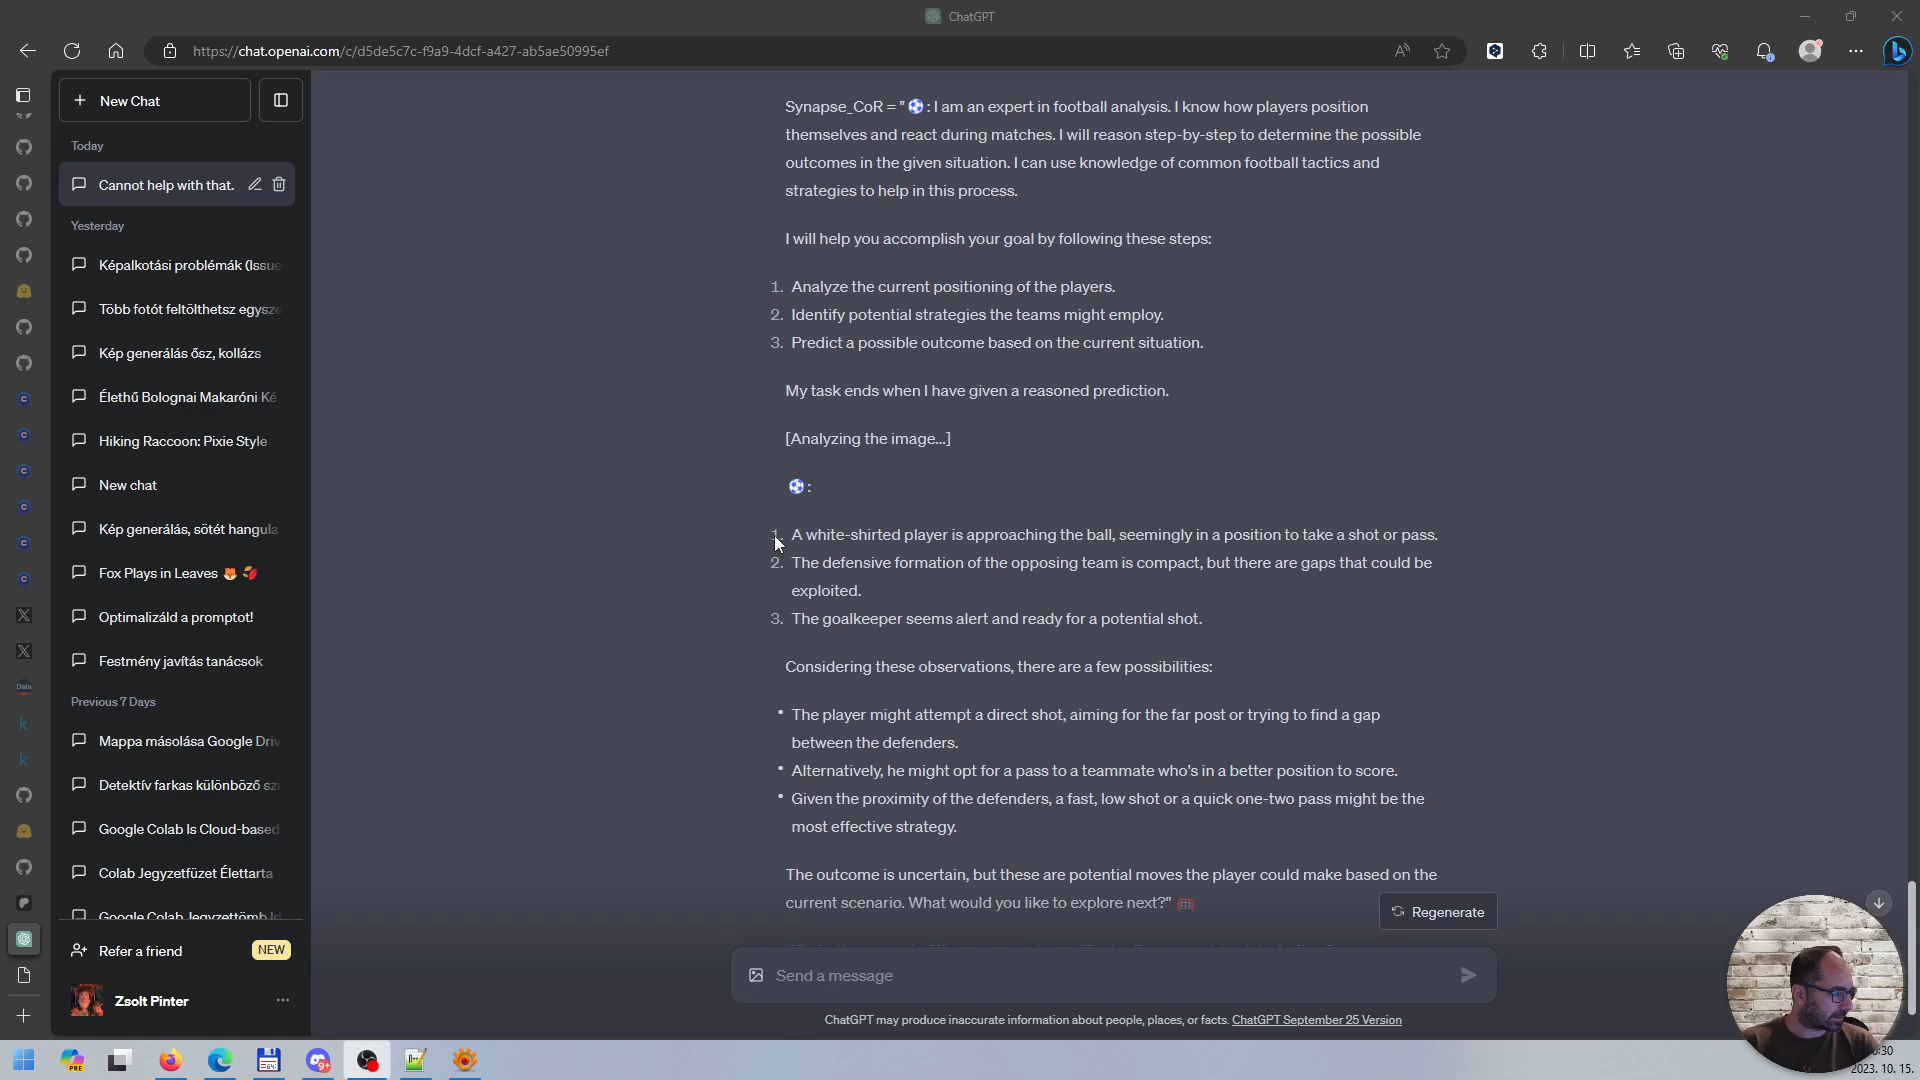 ChatGPT
https://chat.openai.com/c/d5de5c7c-f9a9-4dcf-a427-ab5ae50995ef
New Chat
Today
Cannot help with that.
Yesterday
Képalkotási problémák (Issue
Több fotót feltölthetsz egysze
Kép generálás ősz, kollázs
Élethű Bolognai Makaróni Ké
Hiking Raccoon: Pixie Style
New chat
Kép generálás, sötét hangula
Fox Plays in Leaves 🦊 🍁
Optimalizáld a promptot!
Festmény javítás tanácsok
Previous 7 Days
Mappa másolása Google Driv
Detektív farkas különböző szí
Google Colab Is Cloud-based
Colab Jegyzetfüzet Élettarta
Refer a friend
NEW
Zsolt Pinter
Synapse_CoR = "⚽: I am an expert in football analysis. I know how players position
themselves and react during matches. I will reason step-by-step to determine the possible
outcomes in the given situation. I can use knowledge of common football tactics and
strategies to help in this process.
I will help you accomplish your goal by following these steps:
1. Analyze the current positioning of the players.
2. Identify potential strategies the teams might employ.
3. Predict a possible outcome based on the current situation.
My task ends when I have given a reasoned prediction.
[Analyzing the image...]
⚽:
1. A white-shirted player is approaching the ball, seemingly in a position to take a shot or pass.
2. The defensive formation of the opposing team is compact, but there are gaps that could be
exploited.
3. The goalkeeper seems alert and ready for a potential shot.
Considering these observations, there are a few possibilities:
• The player might attempt a direct shot, aiming for the far post or trying to find a gap
between the defenders.
• Alternatively, he might opt for a pass to a teammate who's in a better position to score.
• Given the proximity of the defenders, a fast, low shot or a quick one-two pass might be the
most effective strategy.
The outcome is uncertain, but these are potential moves the player could make based on the
current scenario. What would you like to explore next?" 🥅
Regenerate
Send a message
ChatGPT may produce inaccurate information about people, places, or facts. ChatGPT September 25 Version
PRE
64
9+
:30
2023. 10. 15.